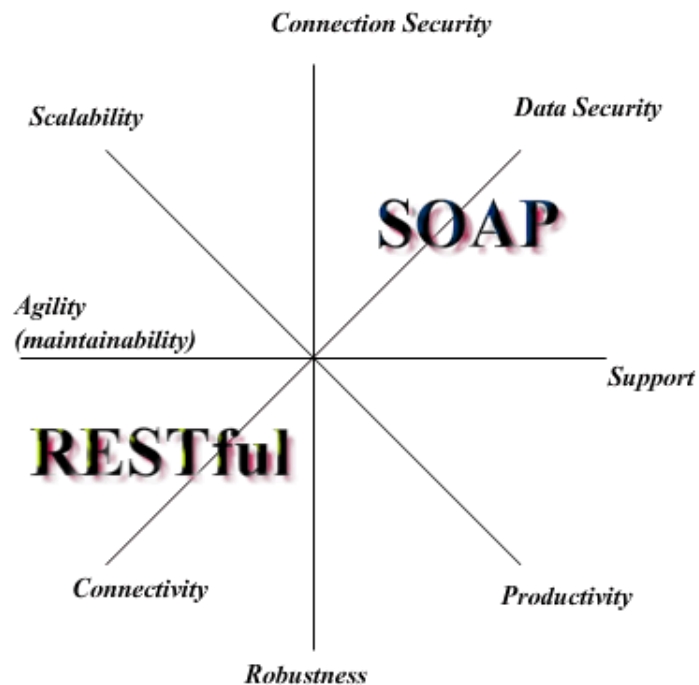 Connection Security
Scalability
Data Security
SOAP
Agility
(maintainability)
Support
RESTful
Connectivity
Productivity
Robustness